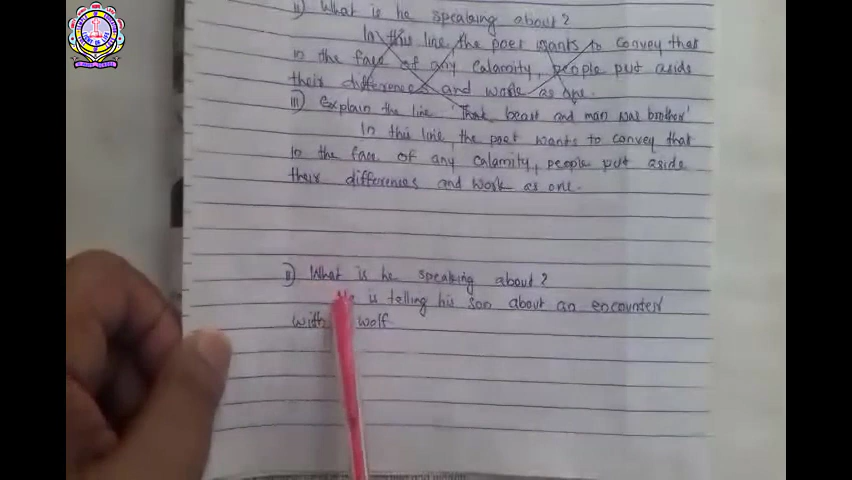 ii) What is he speaking about?
In this line, the poet wants to convey that
in the face of any calamity, people put aside
their differences and work as one.
iii) Explain the line 'That beast and man was brother'
In this line, the poet wants to convey that
in the face of any calamity, people put aside
their differences and work as one.
ii) What is he speaking about?
He is telling his son about an encounter
with wolf